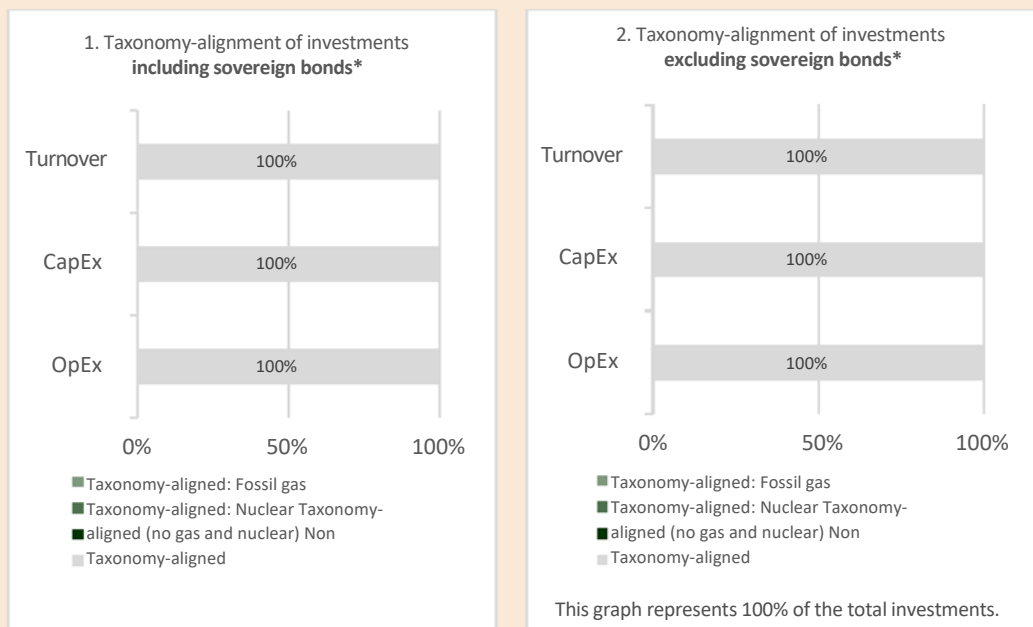 1. Taxonomy-alignment of investments
including sovereign bonds*
Turnover
100%
CapEx
100%
OpEx
100%
0% 50% 100%
Taxonomy-aligned: Fossil gas
Taxonomy-aligned: Nuclear Taxonomy-
aligned (no gas and nuclear) Non
Taxonomy-aligned
2. Taxonomy-alignment of investments
excluding sovereign bonds*
Turnover
100%
CapEx
100%
OpEx
100%
0% 50% 100%
Taxonomy-aligned: Fossil gas
Taxonomy-aligned: Nuclear Taxonomy-
aligned (no gas and nuclear) Non
Taxonomy-aligned
This graph represents 100% of the total investments.